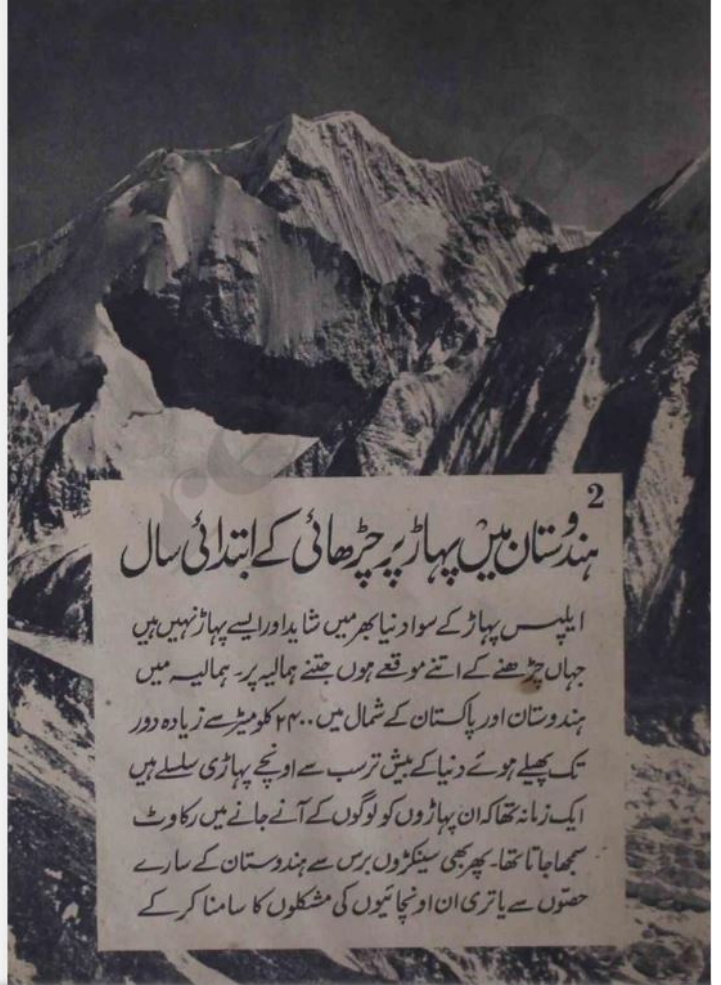 2
ہندوستان میں پہاڑ پر چڑھائی کے ابتدائی سال
ایلپس پہاڑ کے سوا دنیا بھر میں شاید اور ایسے پہاڑ نہیں ہیں
جہاں چڑھنے کے اتنے موقعے ہوں جتنے ہمالیہ پر۔ ہمالیہ میں
ہندوستان اور پاکستان کے شمال میں ۲۴۰۰ کلومیٹر سے زیادہ دور
تک پھیلے ہوئے دنیا کے بیش تر سب سے اونچے پہاڑی سلسلے ہیں
ایک زمانہ تھا کہ ان پہاڑوں کو لوگوں کے آنے جانے میں رکاوٹ
سمجھا جاتا تھا۔ پھر بھی سینکڑوں برس سے ہندوستان کے سارے
حصّوں سے یاتری ان اونچائیوں کی مشکلوں کا سامنا کر کے